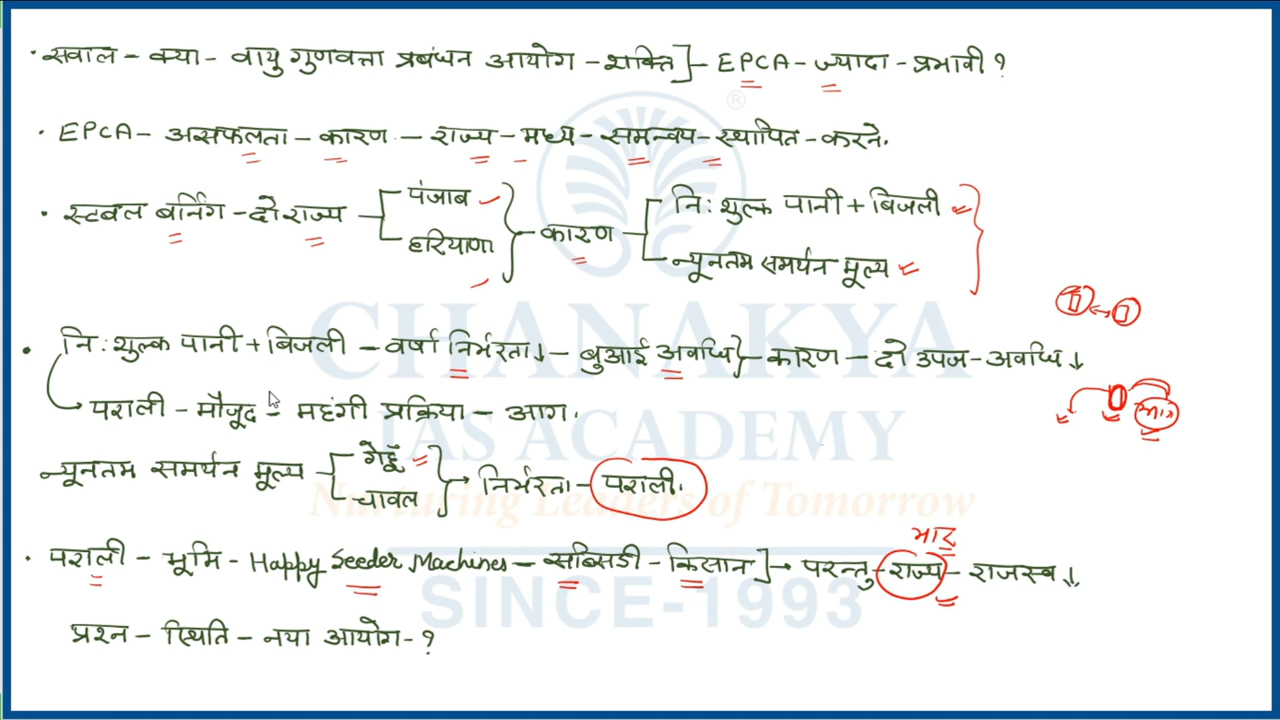 · सवाल - क्या - वायु गुणवत्ता प्रबंधन आयोग - शक्ति] - EPCA - ज्यादा - प्रभावी ?
· EPCA - असफलता - कारण - राज्य - मध्य - समन्वय - स्थापित - करने.
· स्टबल बर्निंग - दो राज्य - पंजाब
हरियाणा
- कारण -
निः शुल्क पानी + बिजली
न्यूनतम समर्थन मूल्य
· निः शुल्क पानी + बिजली - वर्षा निर्भरता↓ - बुआई अवधि} - कारण - दो उपज - अवधि↓
→ पराली - मौजूद - महंगी प्रक्रिया - आग.
न्यूनतम समर्थन मूल्य
गेहूँ
चावल
→ निर्भरता - पराली.
भार
· पराली - भूमि - Happy Seeder Machines - सब्सिडी - किसान] → परन्तु - राज्य - राजस्व↓
प्रश्न - स्थिति - नया आयोग - ?
®
CHANAKYA
IAS ACADEMY
Nurturing Leaders of Tomorrow
SINCE-1993